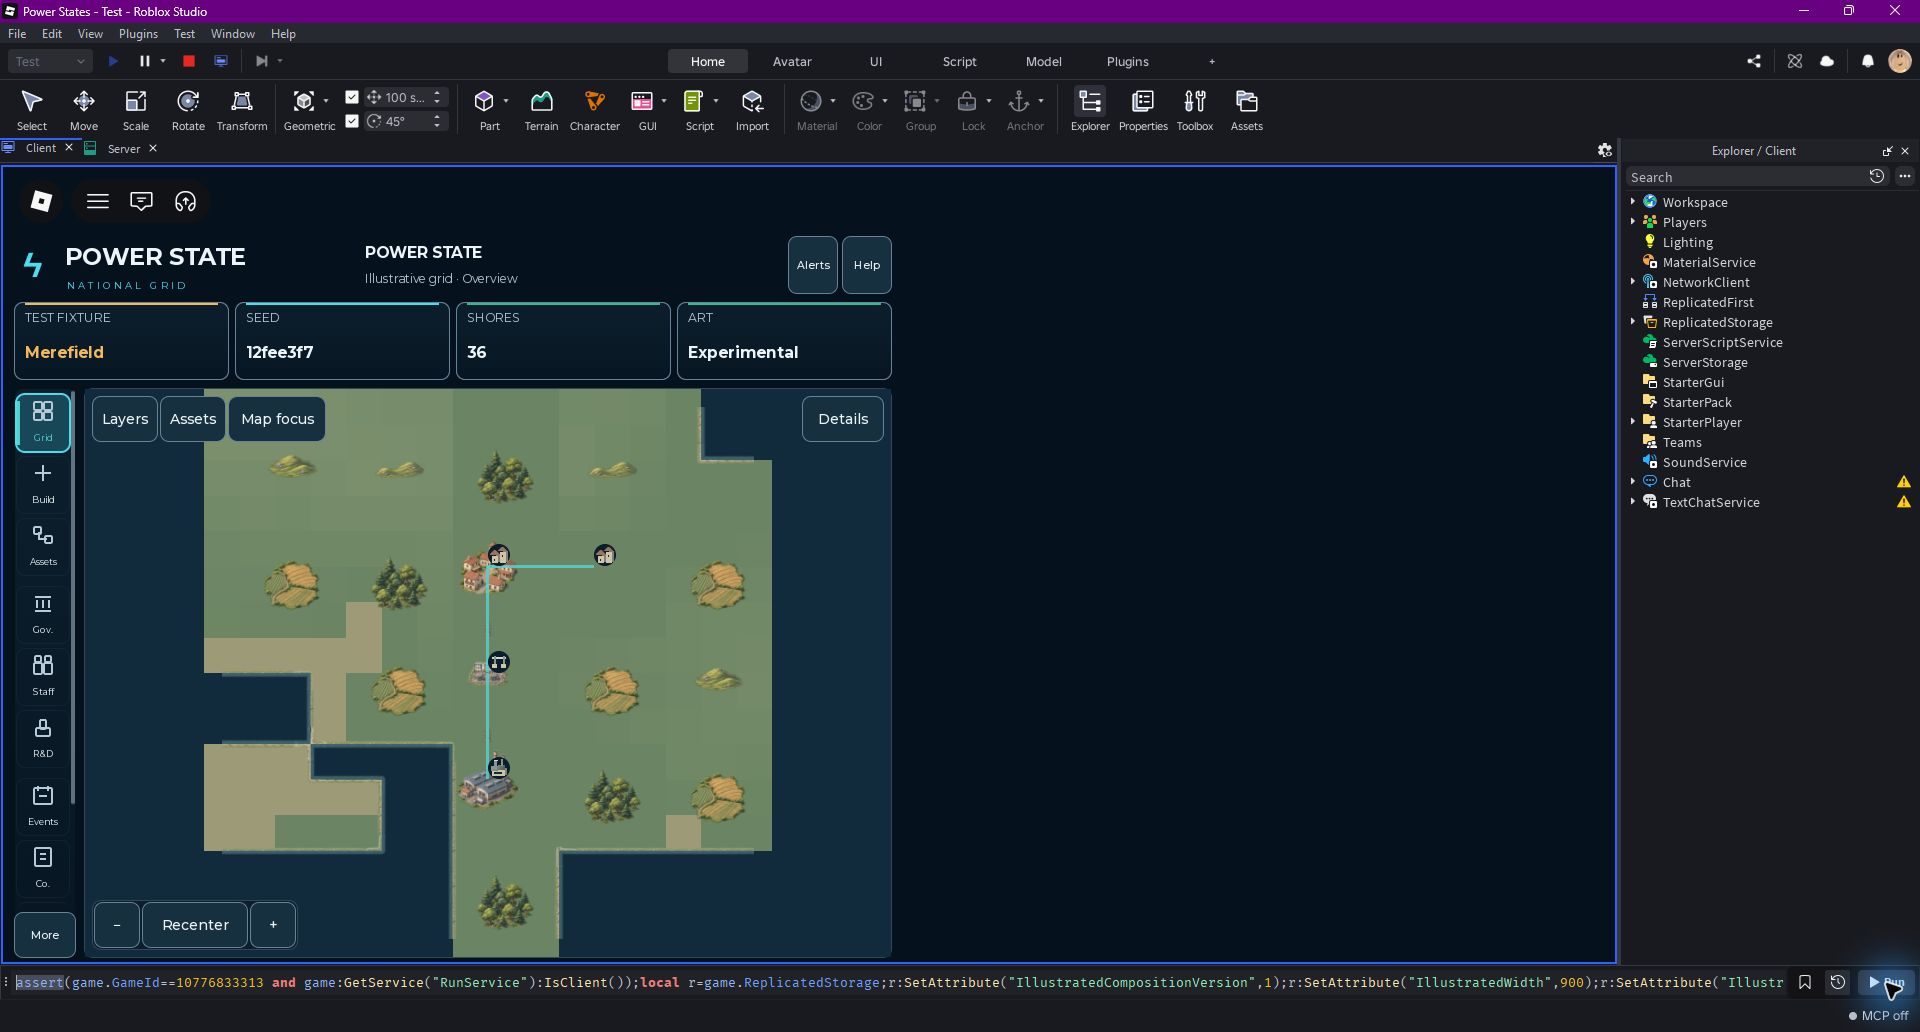 Power States - Test - Roblox Studio
File Edit View Plugins Test Window Help
Test
Home Avatar UI Script Model Plugins +
100 s...
45°
Select Move Scale Rotate Transform Geometric Part Terrain Character GUI Script Import Material Color Group Lock Anchor Explorer Properties Toolbox Assets
Client Server
Explorer / Client
Search
Workspace
Players
Lighting
MaterialService
NetworkClient
ReplicatedFirst
ReplicatedStorage
ServerScriptService
ServerStorage
StarterGui
StarterPack
StarterPlayer
Teams
SoundService
Chat
TextChatService
POWER STATE
NATIONAL GRID
POWER STATE
Illustrative grid · Overview
Alerts Help
TEST FIXTURE
Merefield
SEED
12fee3f7
SHORES
36
ART
Experimental
Grid
Build
Assets
Gov.
Staff
R&D
Events
Co.
More
Layers Assets Map focus Details
- Recenter +
assert(game.GameId==10776833313 and game:GetService("RunService"):IsClient());local r=game.ReplicatedStorage;r:SetAttribute("IllustratedCompositionVersion",1);r:SetAttribute("IllustratedWidth",900);r:SetAttribute("Illustr
Run
MCP off